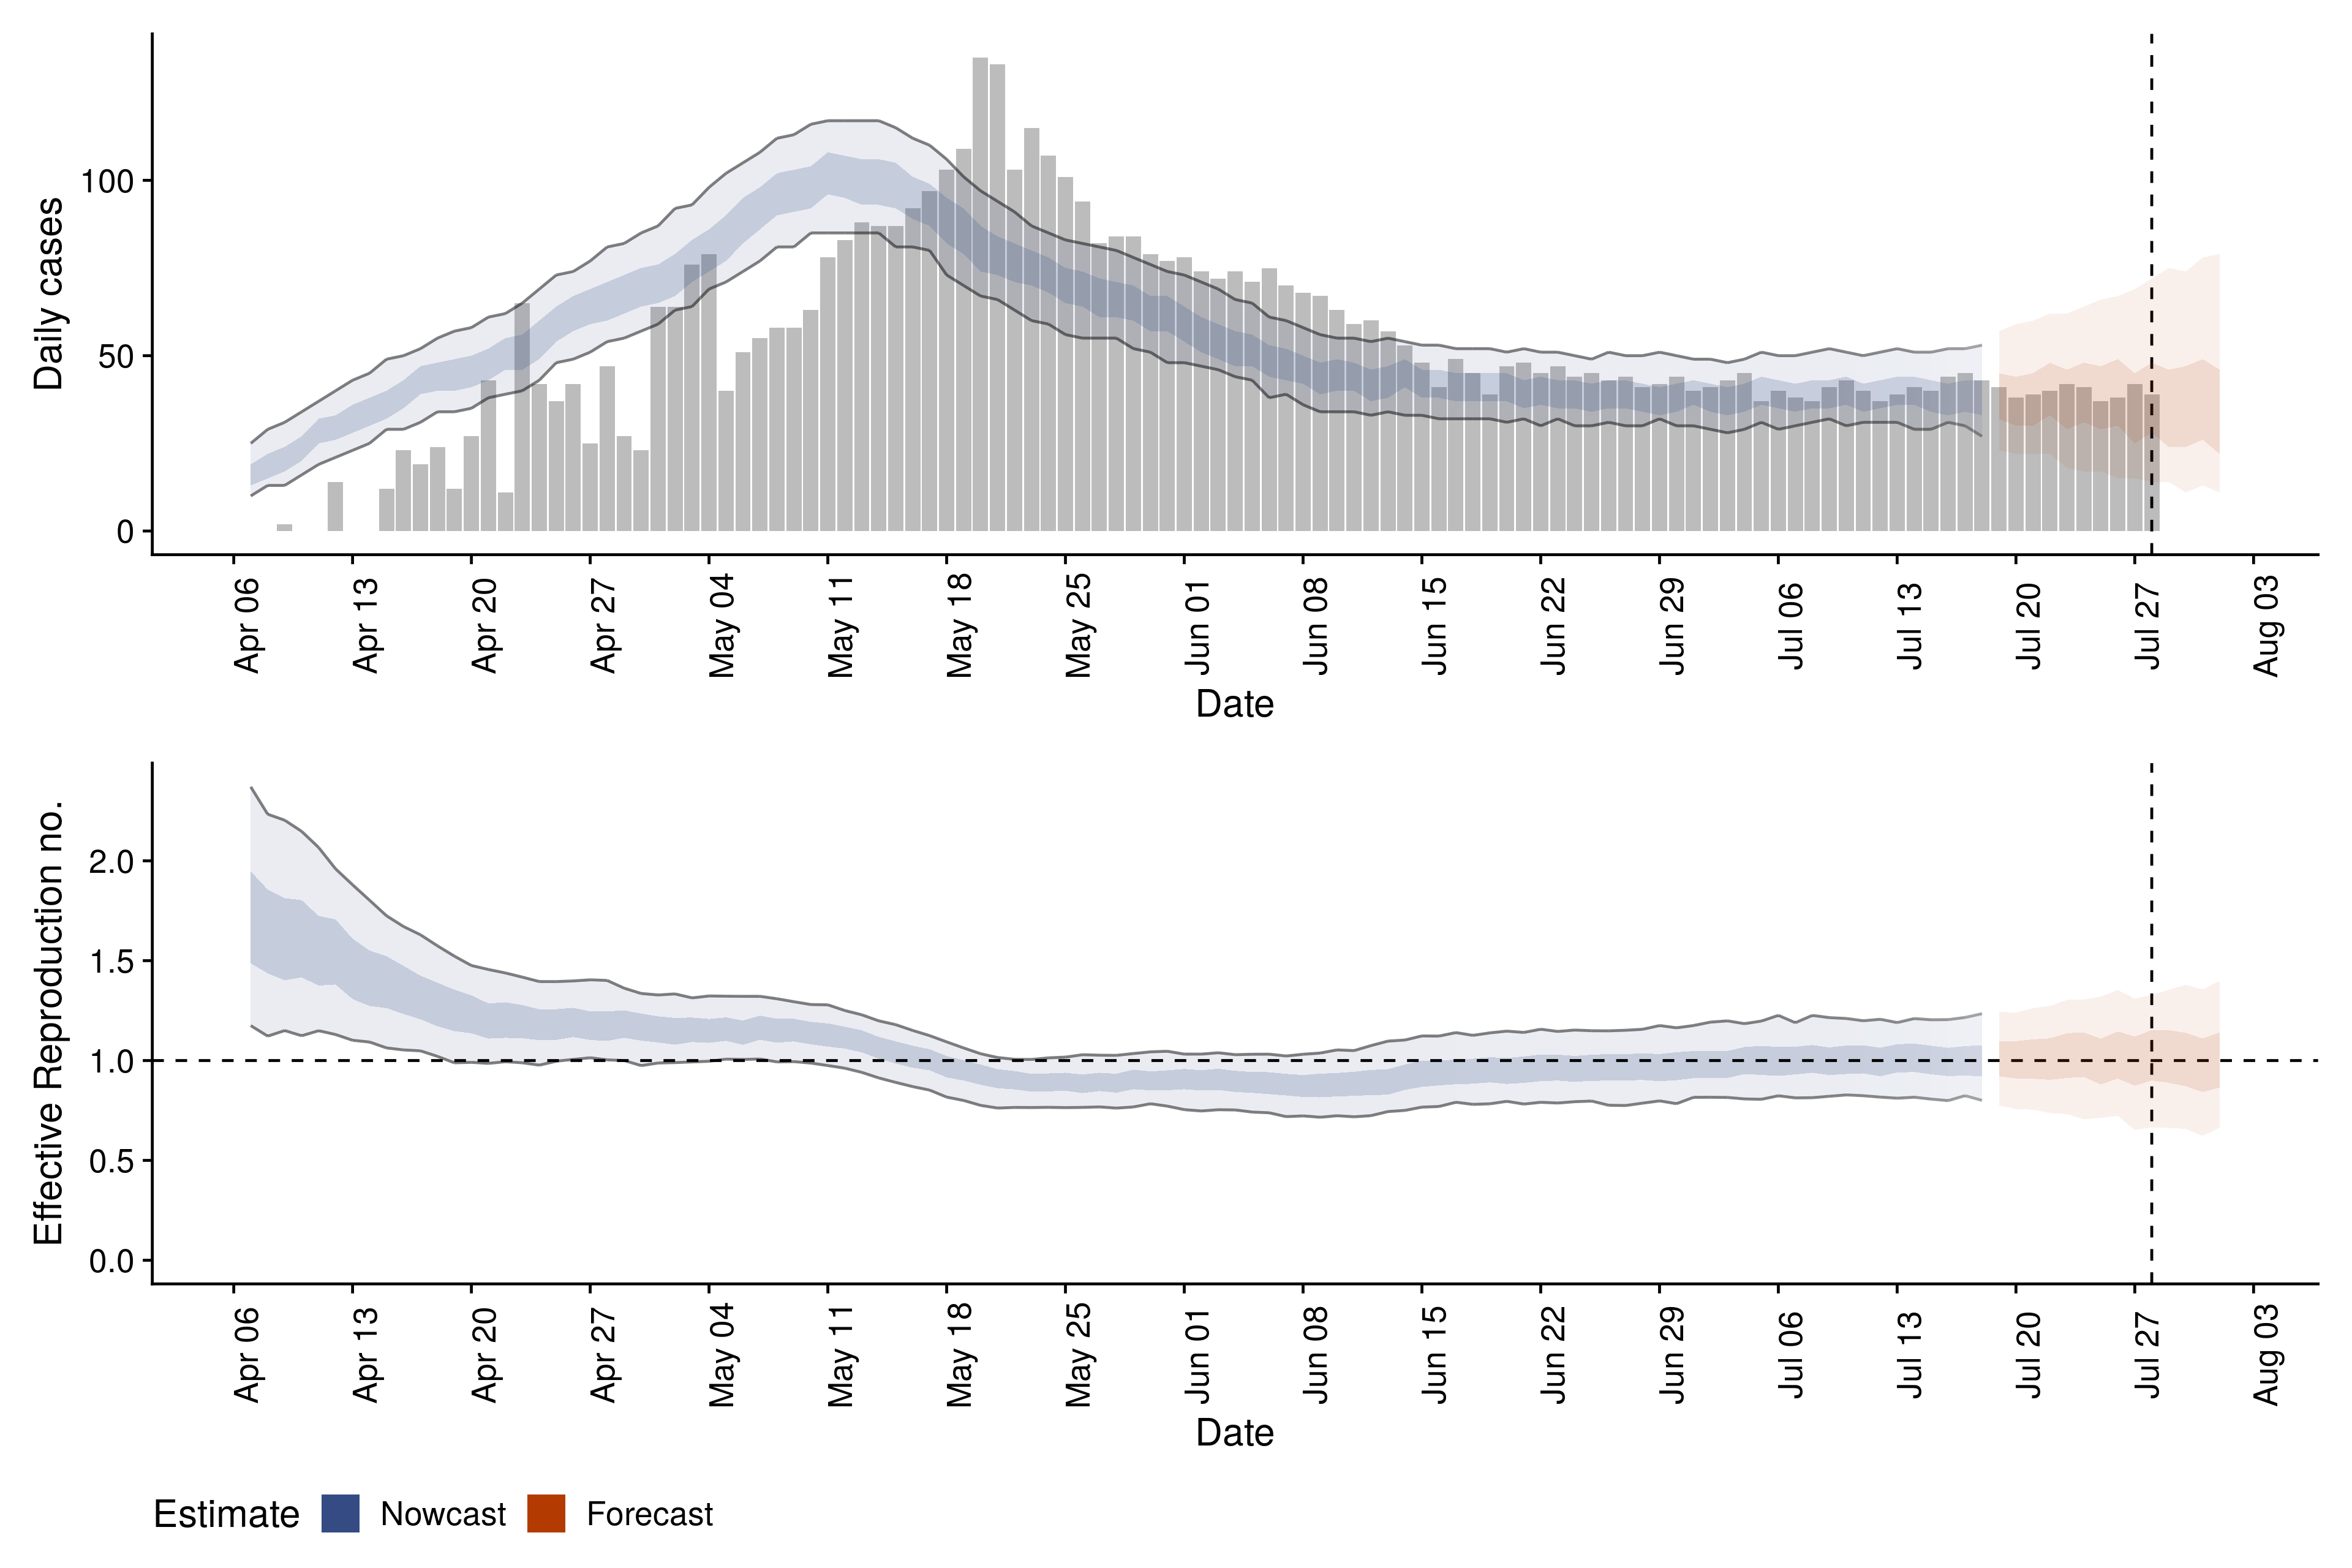 Daily cases
100
50
0
Apr 06 Apr 13 Apr 20 Apr 27 May 04 May 11 May 18 May 25 Jun 01 Jun 08 Jun 15 Jun 22 Jun 29 Jul 06 Jul 13 Jul 20 Jul 27 Aug 03
Date
Effective Reproduction no.
2.0
1.5
1.0
0.5
0.0
Apr 06 Apr 13 Apr 20 Apr 27 May 04 May 11 May 18 May 25 Jun 01 Jun 08 Jun 15 Jun 22 Jun 29 Jul 06 Jul 13 Jul 20 Jul 27 Aug 03
Date
Estimate Nowcast Forecast